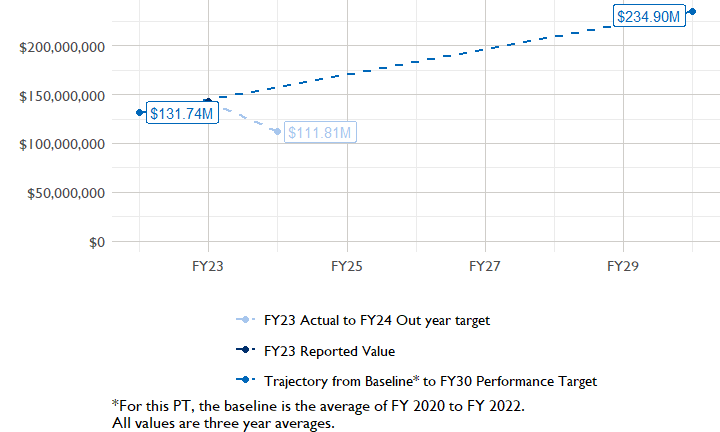 $234.90M
$200,000,000
$150,000,000
$131.74M
$111.81M
$100,000,000
$50,000,000
$0
FY23 FY25 FY27 FY29
FY23 Actual to FY24 Out year target
FY23 Reported Value
Trajectory from Baseline* to FY30 Performance Target
*For this PT, the baseline is the average of FY 2020 to FY 2022.
All values are three year averages.